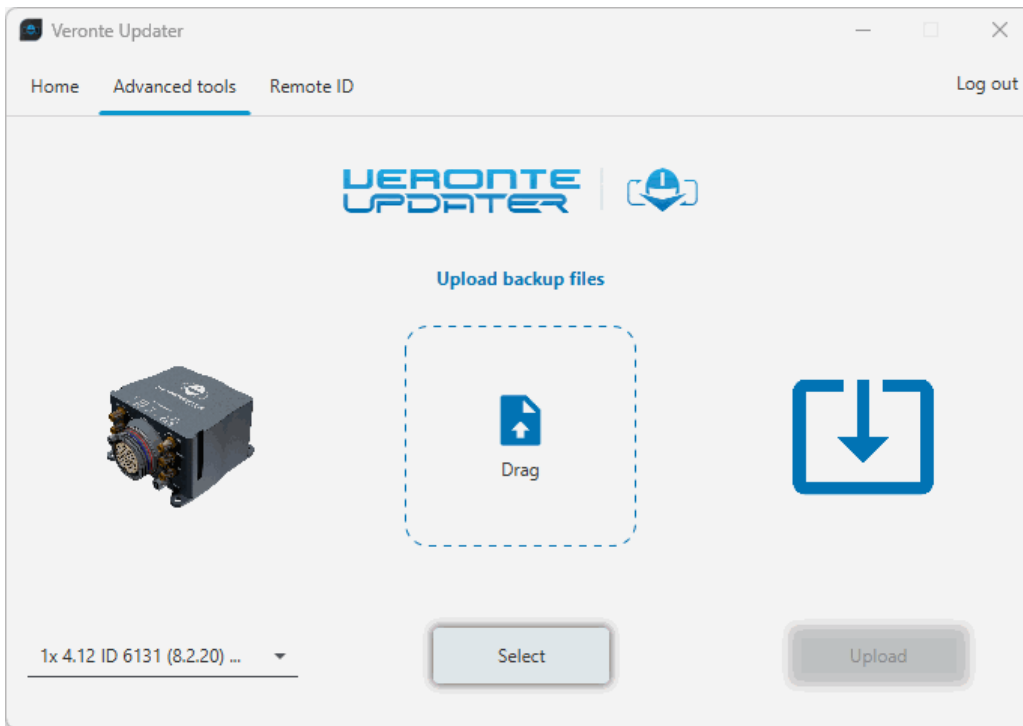 Veronte Updater
Home Advanced tools Remote ID Log out
VERONTE
UPDATER
Upload backup files
Drag
1x 4.12 ID 6131 (8.2.20) ...
Select
Upload